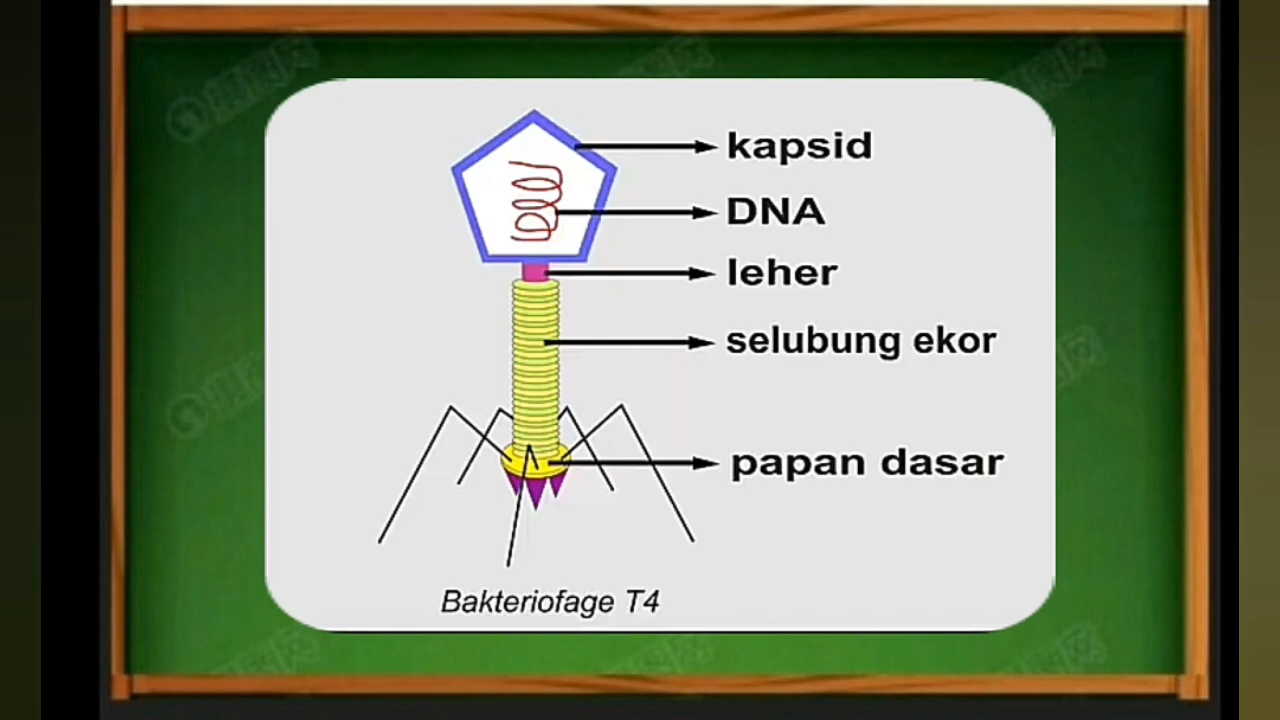 kapsid
DNA
leher
selubung ekor
papan dasar
Bakteriofage T4